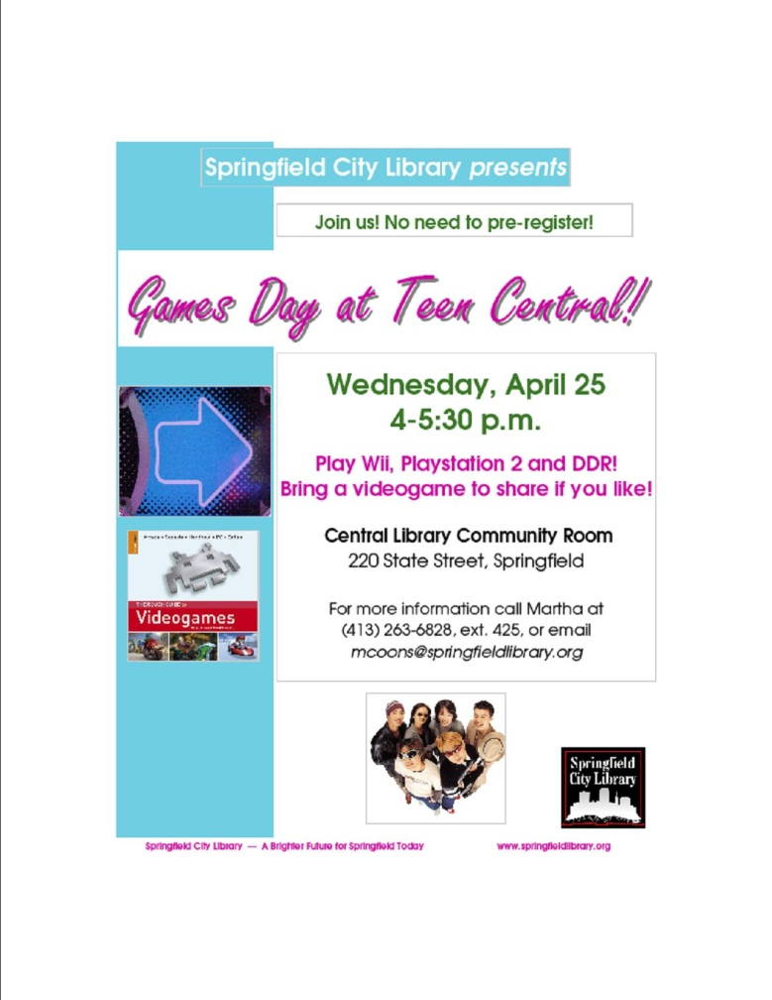 Springfield City Library presents
Join us! No need to pre-register!
Games Day at Teen Central!
Wednesday, April 25
4-5:30 p.m.
Play Wii, Playstation 2 and DDR!
Bring a videogame to share if you like!
Central Library Community Room
220 State Street, Springfield
For more information call Martha at
(413) 263-6828, ext. 425, or email
mcoons@springfieldlibrary.org
THE ROUGH GUIDE to
Videogames
Springfield
City Library
Springfield City Library — A Brighter Future for Springfield Today
www.springfieldlibrary.org